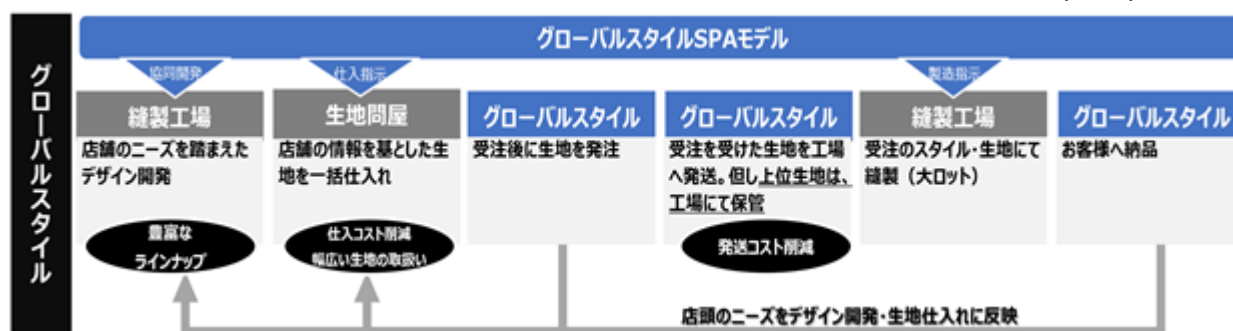 グローバルスタイル
グローバルスタイルSPAモデル
協同開発
仕入指示
製造指示
縫製工場
生地問屋
グローバルスタイル
グローバルスタイル
縫製工場
グローバルスタイル
店舗のニーズを踏まえた
デザイン開発
店舗の情報を基とした生
地を一括仕入れ
受注後に生地を発注
受注を受けた生地を工場
へ発送。但し上位生地は、
工場にて保管
受注のスタイル・生地にて
縫製（大ロット）
お客様へ納品
豊富な
ラインナップ
仕入コスト削減
幅広い生地の取扱い
発送コスト削減
店頭のニーズをデザイン開発・生地仕入れに反映